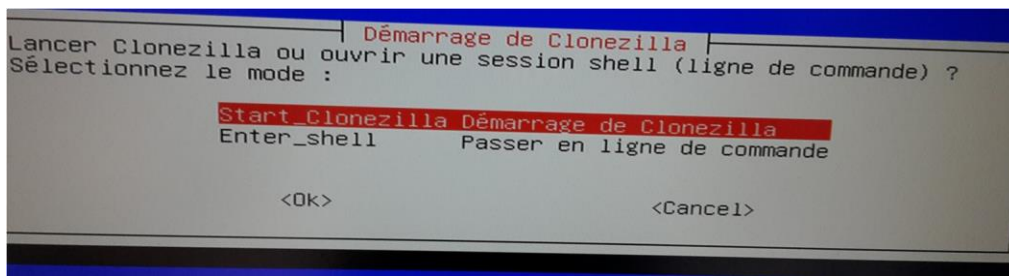 Démarrage de Clonezilla
Lancer Clonezilla ou ouvrir une session shell (ligne de commande) ?
Sélectionnez le mode :
Start_Clonezilla Démarrage de Clonezilla
Enter_shell Passer en ligne de commande
<Ok> <Cancel>